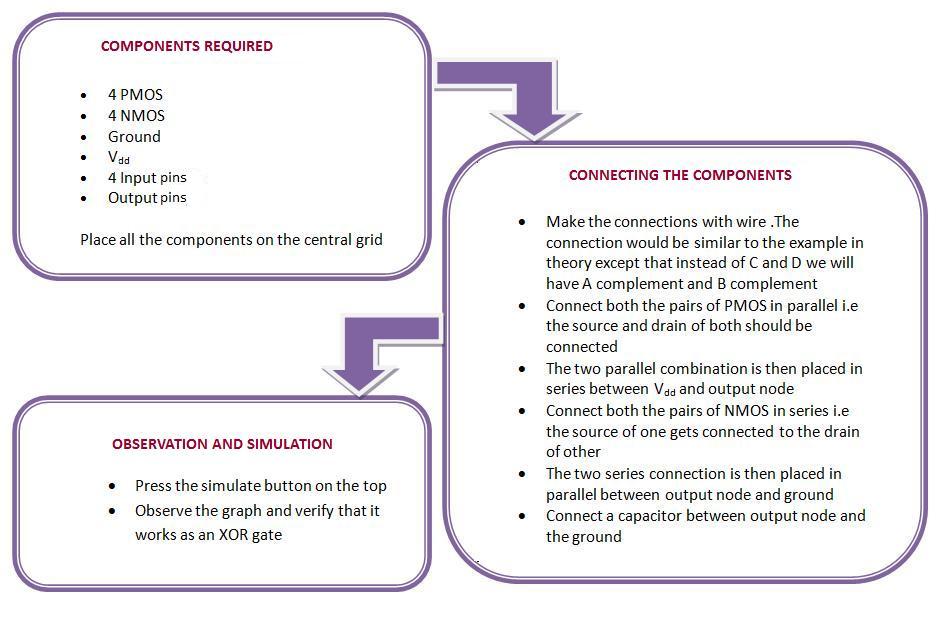 COMPONENTS REQUIRED
• 4 PMOS
• 4 NMOS
• Ground
• Vdd
• 4 Input pins
• Output pins
Place all the components on the central grid
CONNECTING THE COMPONENTS
• Make the connections with wire .The
connection would be similar to the example in
theory except that instead of C and D we will
have A complement and B complement
• Connect both the pairs of PMOS in parallel i.e
the source and drain of both should be
connected
• The two parallel combination is then placed in
series between Vdd and output node
• Connect both the pairs of NMOS in series i.e
the source of one gets connected to the drain
of other
• The two series connection is then placed in
parallel between output node and ground
• Connect a capacitor between output node and
the ground
OBSERVATION AND SIMULATION
• Press the simulate button on the top
• Observe the graph and verify that it
works as an XOR gate